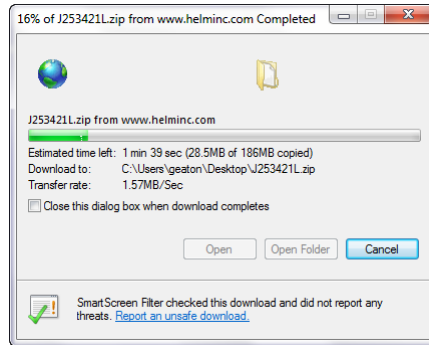 16% of J253421L.zip from www.helminc.com Completed
J253421L.zip from www.helminc.com
Estimated time left: 1 min 39 sec (28.5MB of 186MB copied)
Download to: C:\Users\geaton\Desktop\J253421L.zip
Transfer rate: 1.57MB/Sec
Close this dialog box when download completes
Open Open Folder Cancel
SmartScreen Filter checked this download and did not report any
threats. Report an unsafe download.